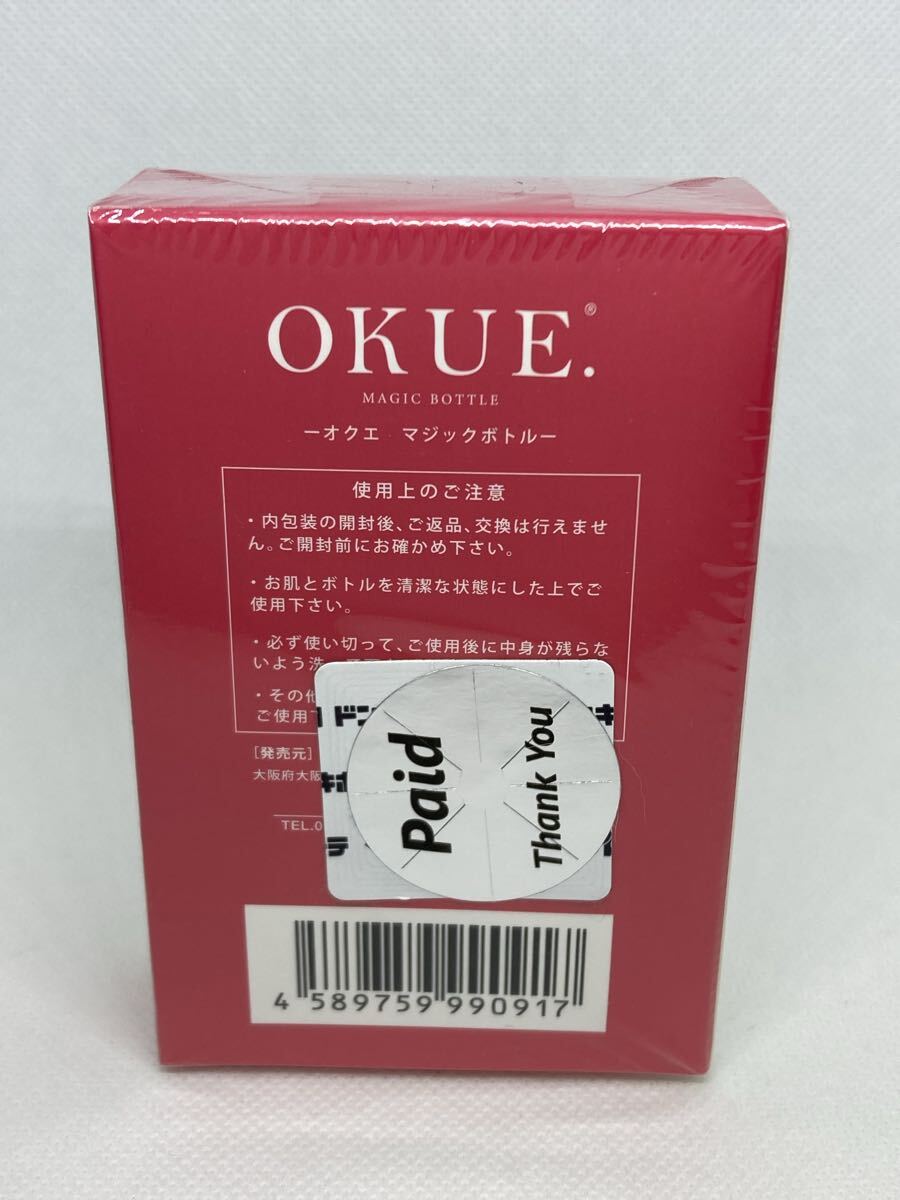 OKUE.®
MAGIC BOTTLE
ーオクエ マジックボトルー
使用上のご注意
・内包装の開封後、ご返品、交換は行えませ
ん。ご開封前にお確かめ下さい。
・お肌とボトルを清潔な状態にした上でご
使用下さい。
・必ず使い切って、ご使用後に中身が残らな
いよう洗
・その他
ご使用
ドン
[発売元]
大阪府大阪
TEL.0
Paid
Thank You
4 589759 990917